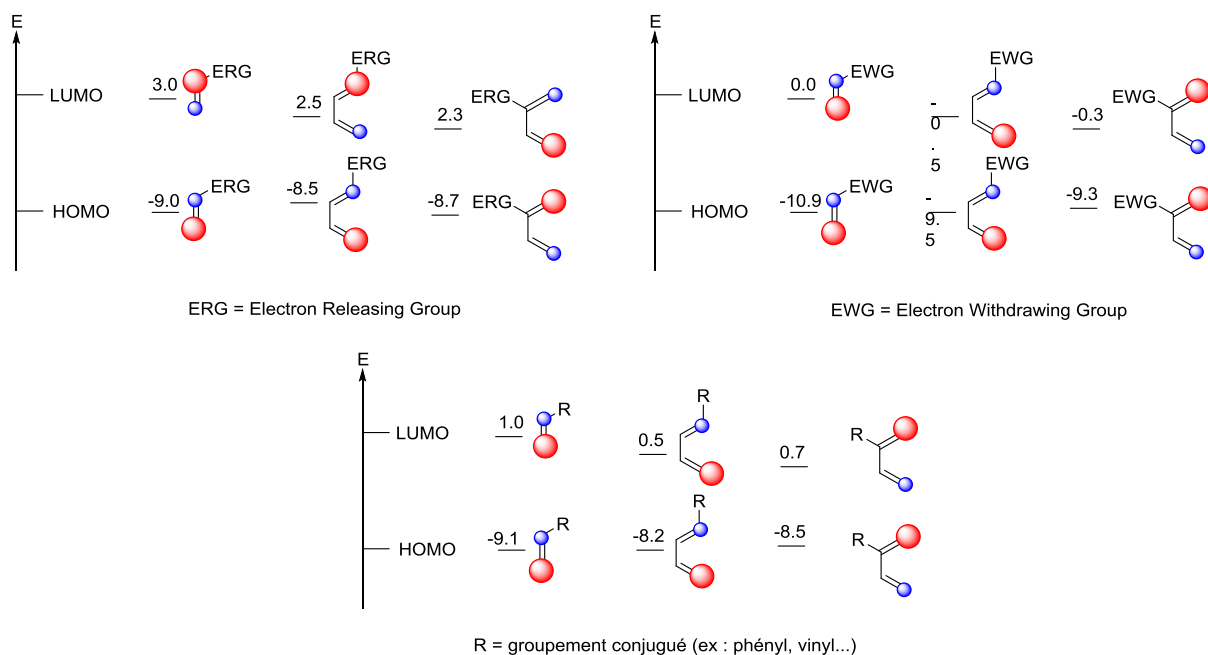 E
ERG
ERG
3.0
LUMO
2.5
ERG
2.3
ERG
ERG
-9.0
HOMO
-8.5
-8.7
ERG
ERG = Electron Releasing Group
E
EWG
EWG
0.0
LUMO
-
0
.
5
-0.3
EWG
EWG
EWG
-10.9
HOMO
-
9.
5
-9.3
EWG
EWG = Electron Withdrawing Group
E
R
R
1.0
LUMO
0.5
0.7
R
R
R
-9.1
HOMO
-8.2
-8.5
R
R = groupement conjugué (ex : phényl, vinyl...)